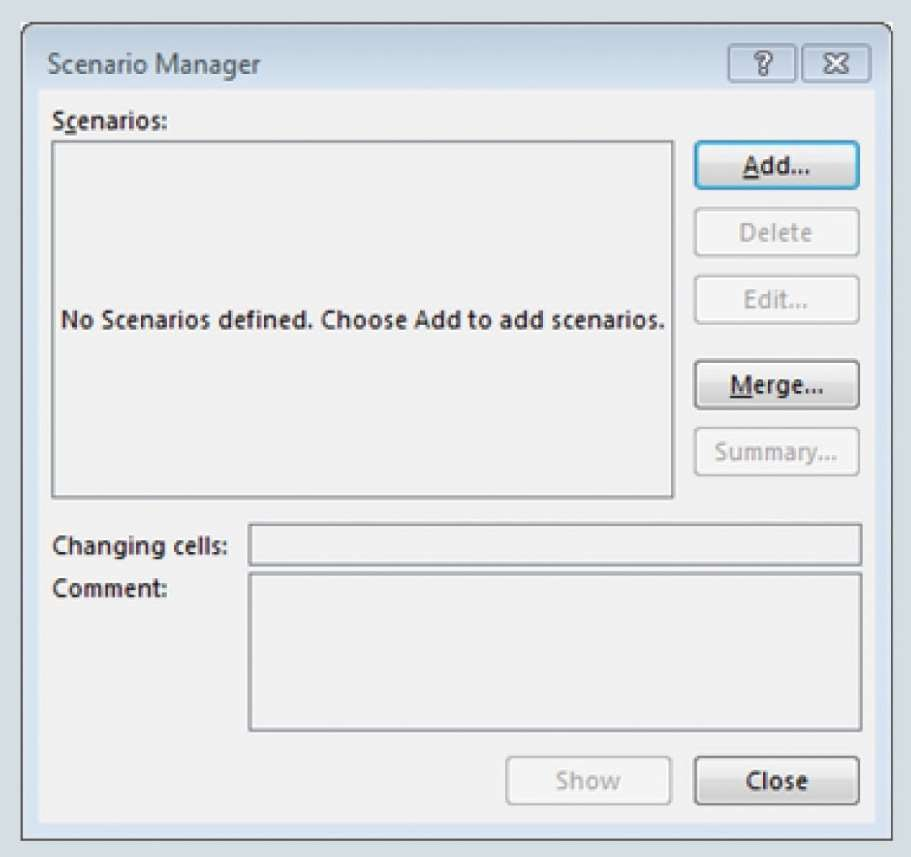 Scenario Manager
Scenarios:
No Scenarios defined. Choose Add to add scenarios.
Add...
Delete
Edit...
Merge...
Summary...
Changing cells:
Comment:
Show
Close